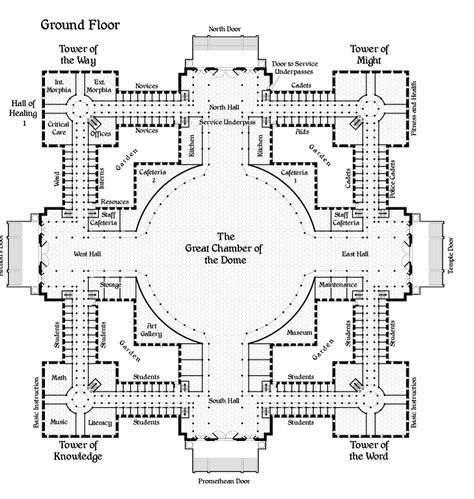 Ground Floor
North Door
Tower of
the Way
Door to Service
Underpasses
Tower of
Might
Int.
Morphia
Ext.
Morphia
Novices
Cadets
Hall of
Healing
1
North Hall
Fitness and Health
Service Underpass
Critical
Care
Offices
Novices
Kitchen
Kitchen
Garden
Garden
Ward
Interns
Cafeteria
2
Cafeteria
1
Cadets
Police Cadets
Resouces
Staff
Cafeteria
Staff
Cafeteria
The
Great Chamber of
the Dome
West Hall
East Hall
Door
Temple Door
Storage
Maintenance
Students
Students
Art
Gallery
Museum
Students
Students
Garden
Garden
Math
Students
Students
Basic Instruction
Basic Instruction
South Hall
Music
Literacy
Students
Students
Tower of
Knowledge
Tower of
the Word
Promethean Door